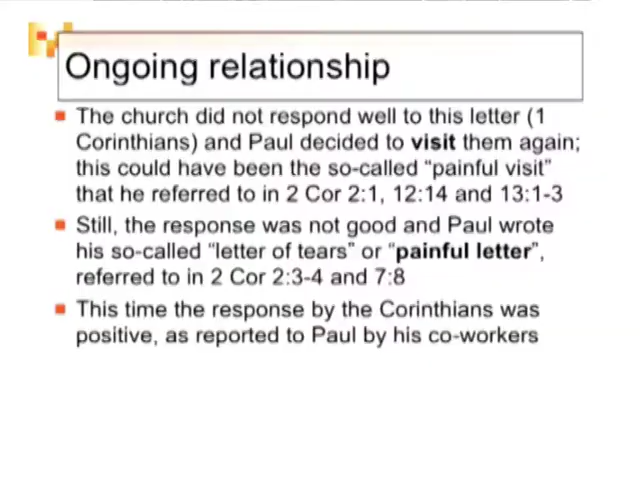 Ongoing relationship
The church did not respond well to this letter (1
Corinthians) and Paul decided to visit them again;
this could have been the so-called “painful visit”
that he referred to in 2 Cor 2:1, 12:14 and 13:1-3
Still, the response was not good and Paul wrote
his so-called “letter of tears” or “painful letter”,
referred to in 2 Cor 2:3-4 and 7:8
This time the response by the Corinthians was
positive, as reported to Paul by his co-workers